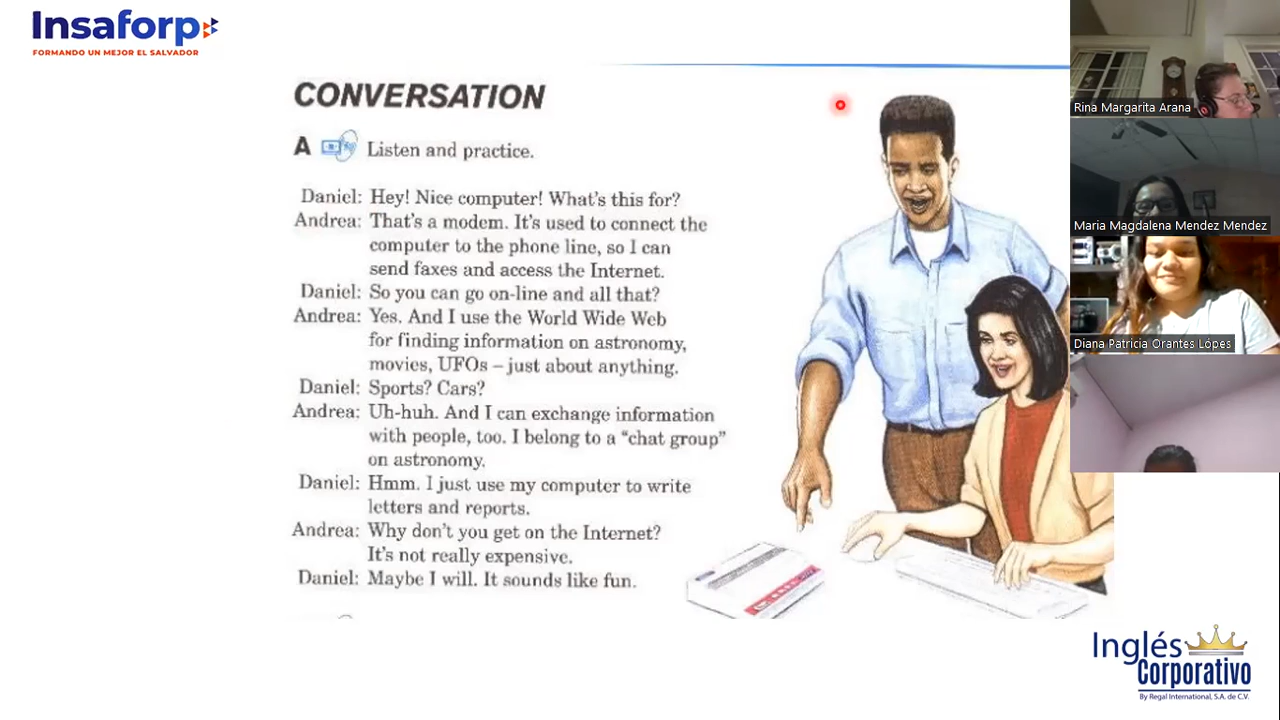 Insaforp
FORMANDO UN MEJOR EL SALVADOR
CONVERSATION
A Listen and practice.
Daniel: Hey! Nice computer! What's this for?
Andrea: That's a modem. It's used to connect the
computer to the phone line, so I can
send faxes and access the Internet.
Daniel: So you can go on-line and all that?
Andrea: Yes. And I use the World Wide Web
for finding information on astronomy,
movies, UFOs – just about anything.
Daniel: Sports? Cars?
Andrea: Uh-huh. And I can exchange information
with people, too. I belong to a “chat group”
on astronomy.
Daniel: Hmm. I just use my computer to write
letters and reports.
Andrea: Why don't you get on the Internet?
It's not really expensive.
Daniel: Maybe I will. It sounds like fun.
Rina Margarita Arana
Maria Magdalena Mendez Mendez
Diana Patricia Orantes Lópes
Inglés
Corporativo
By Regal International, S.A. de C.V.